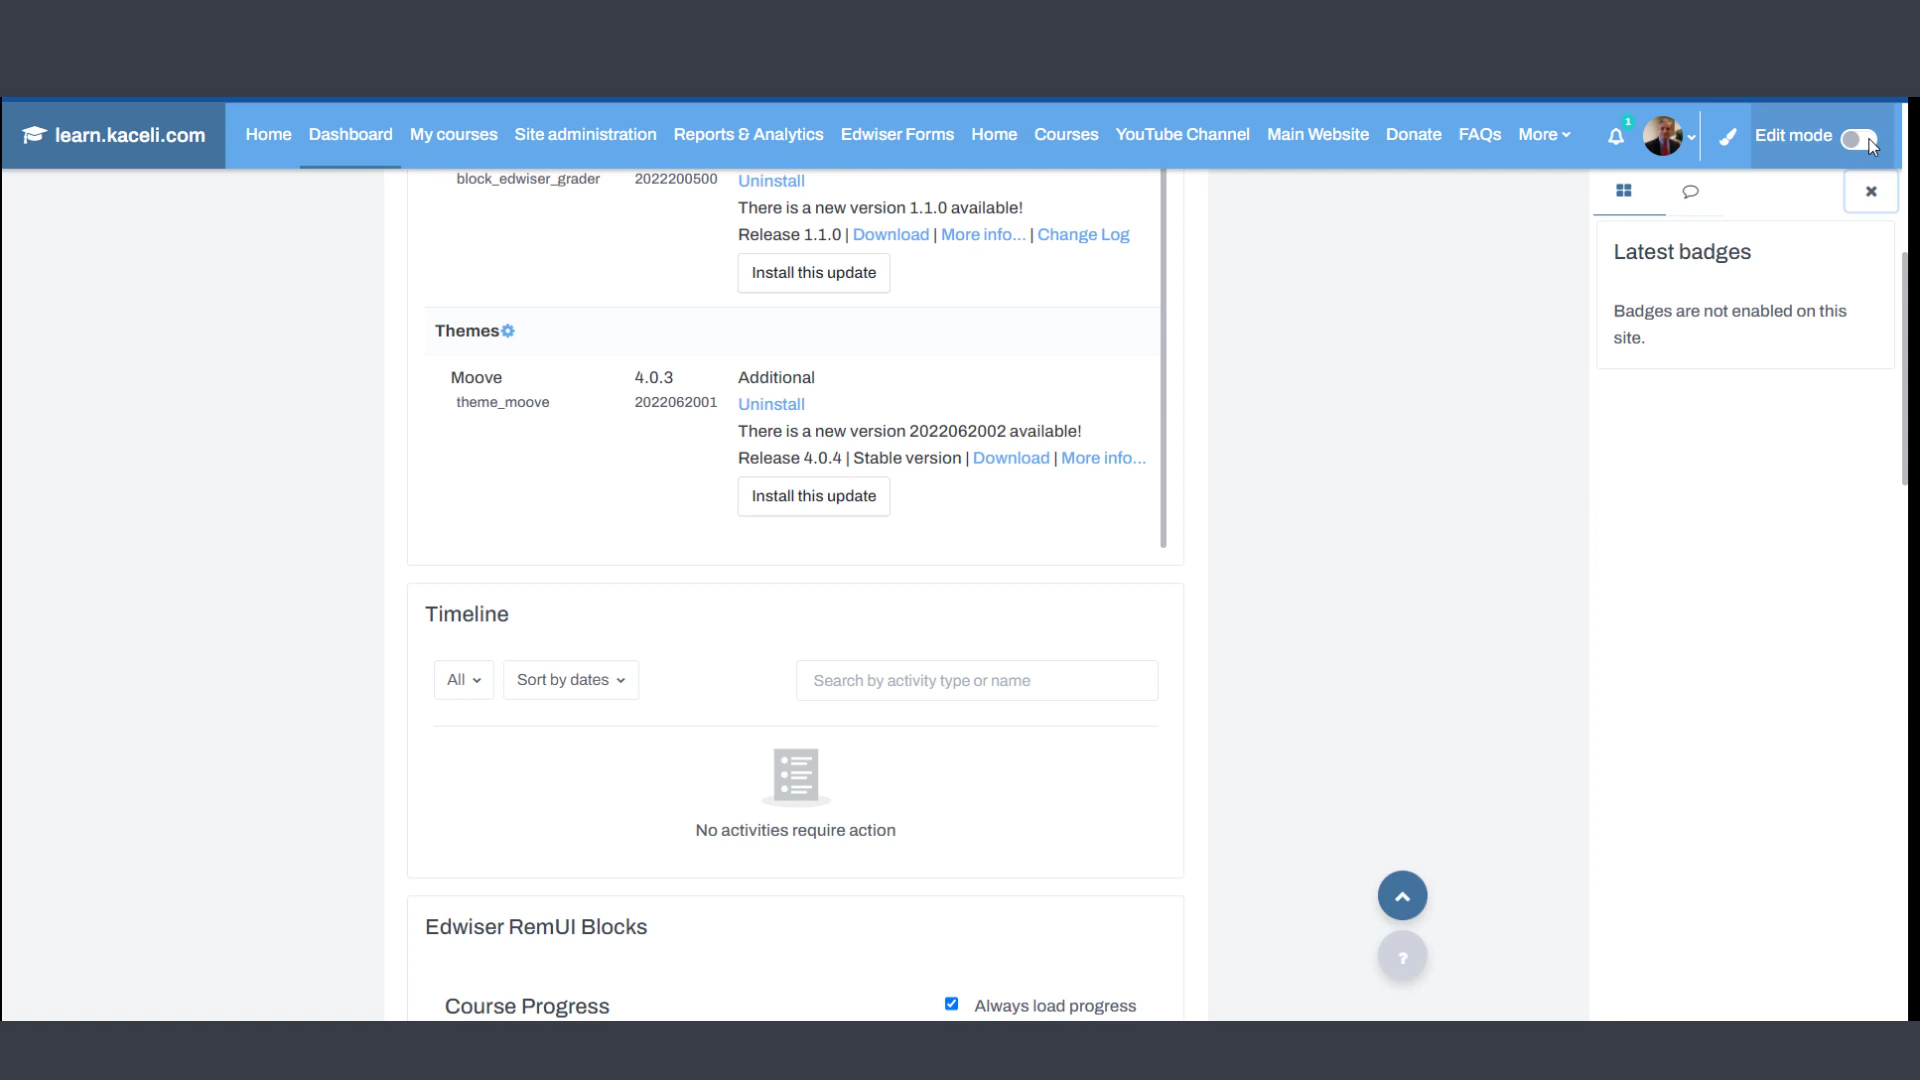 learn.kaceli.com Home Dashboard My courses Site administration Reports & Analytics Edwiser Forms Home Courses YouTube Channel Main Website Donate FAQs More 1 Edit mode
block_edwiser_grader 2022200500 Uninstall
There is a new version 1.1.0 available!
Release 1.1.0 | Download | More info... | Change Log
Install this update
Themes
Moove 4.0.3 Additional
theme_moove 2022062001 Uninstall
There is a new version 2022062002 available!
Release 4.0.4 | Stable version | Download | More info...
Install this update
Timeline
All Sort by dates Search by activity type or name
No activities require action
Edwiser RemUI Blocks
Course Progress Always load progress
Latest badges
Badges are not enabled on this
site.
?